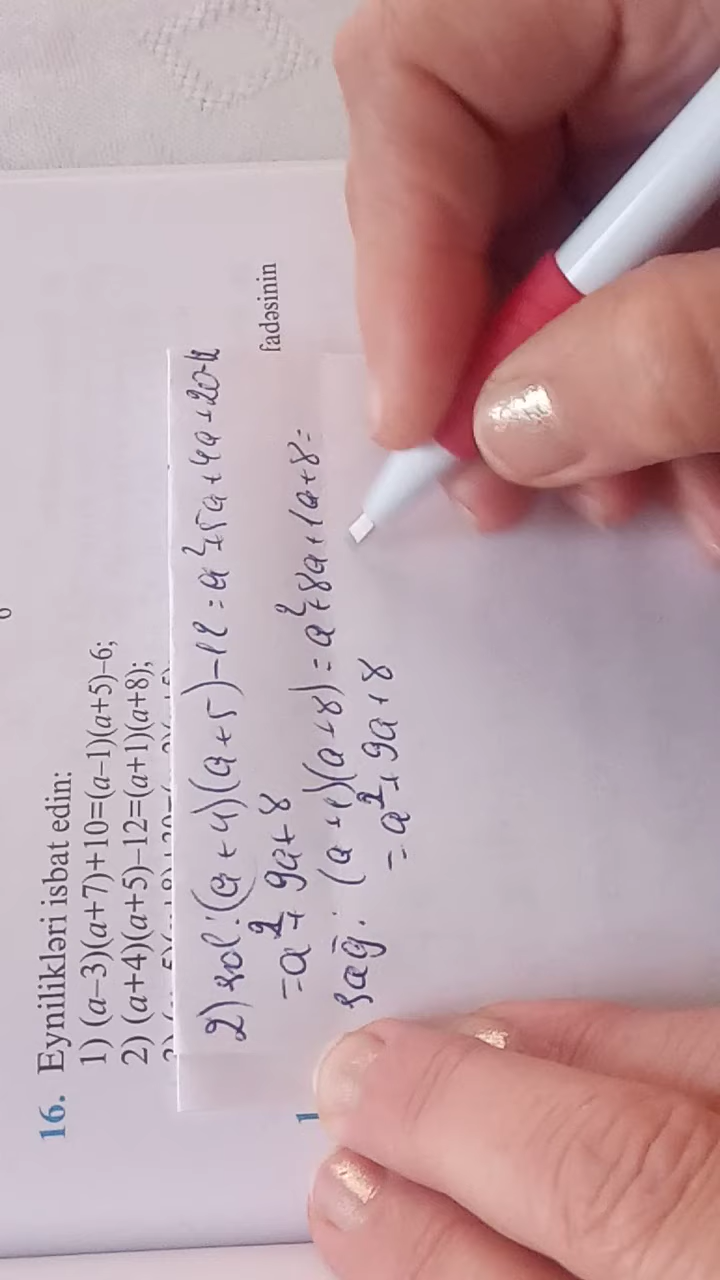 16. Eynilikləri isbat edin:
1) (a–3)(a+7)+10=(a–1)(a+5)–6;
2) (a+4)(a+5)–12=(a+1)(a+8);
2) sol: (a+4)(a+5)-12 = a²+5a+4a+20-12
= a²+9a+8
fadəsinin
sağ: (a+1)(a+8) = a²+8a+1a+8 =
= a²+9a+8